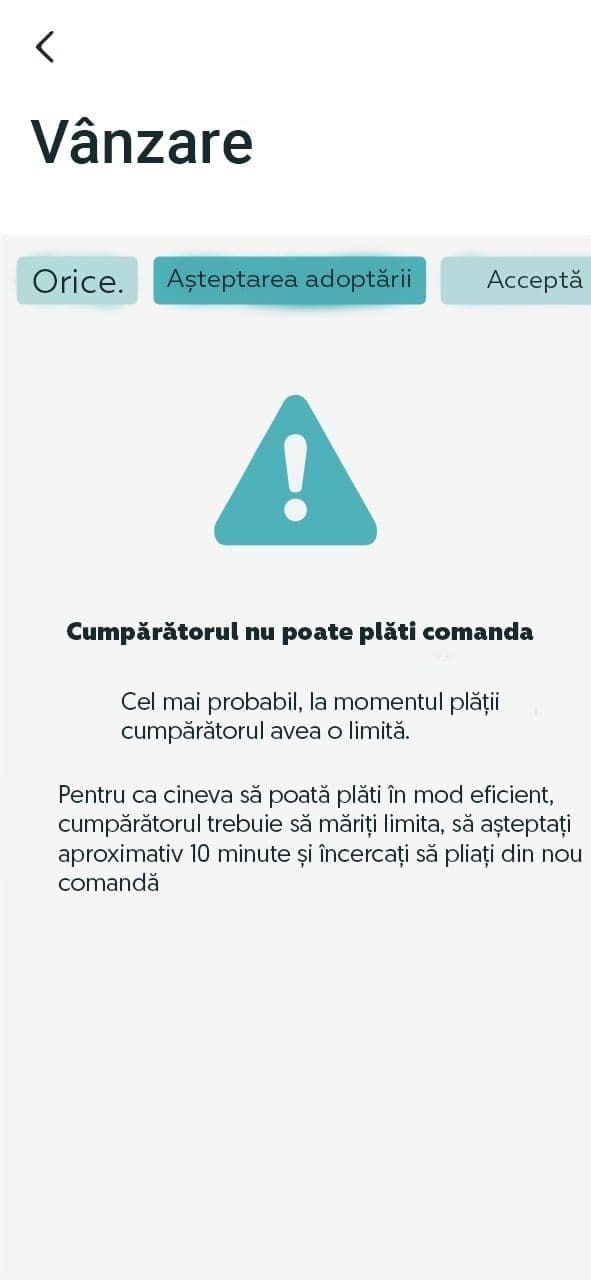 Vânzare
Orice. Așteptarea adoptării Acceptă
Cumpărătorul nu poate plăti comanda
Cel mai probabil, la momentul plății
cumpărătorul avea o limită.
Pentru ca cineva să poată plăti în mod eficient,
cumpărătorul trebuie să măriți limita, să așteptați
aproximativ 10 minute și încercați să pliați din nou
comandă